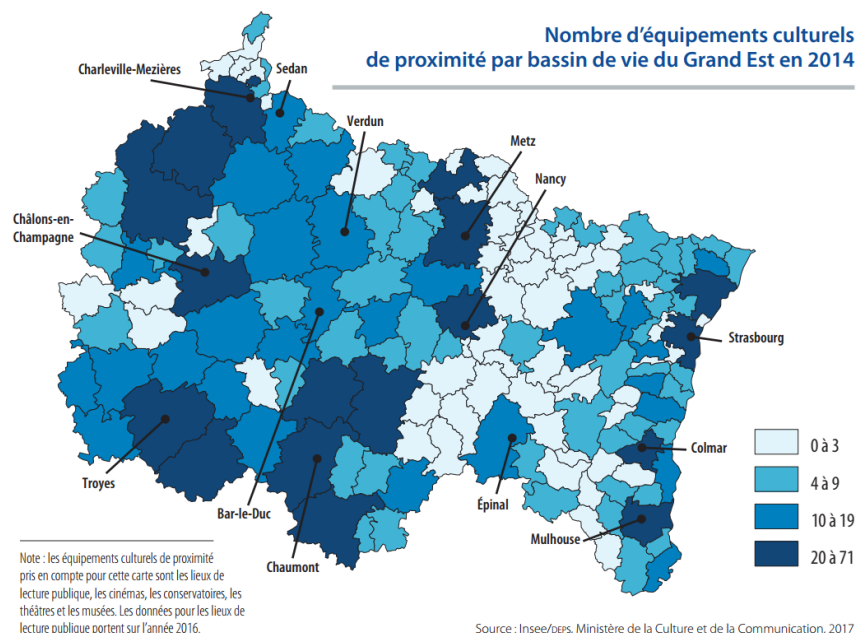 Nombre d'équipements culturels
de proximité par bassin de vie du Grand Est en 2014
Charleville-Mezières
Sedan
Verdun
Metz
Nancy
Châlons-en-
Champagne
Strasbourg
Colmar
Troyes
Bar-le-Duc
Épinal
Mulhouse
Chaumont
0 à 3
4 à 9
10 à 19
20 à 71
Note : les équipements culturels de proximité
pris en compte pour cette carte sont les lieux de
lecture publique, les cinémas, les conservatoires, les
théâtres et les musées. Les données pour les lieux de
lecture publique portent sur l'année 2016.
Source : Insee/DEPS, Ministère de la Culture et de la Communication, 2017